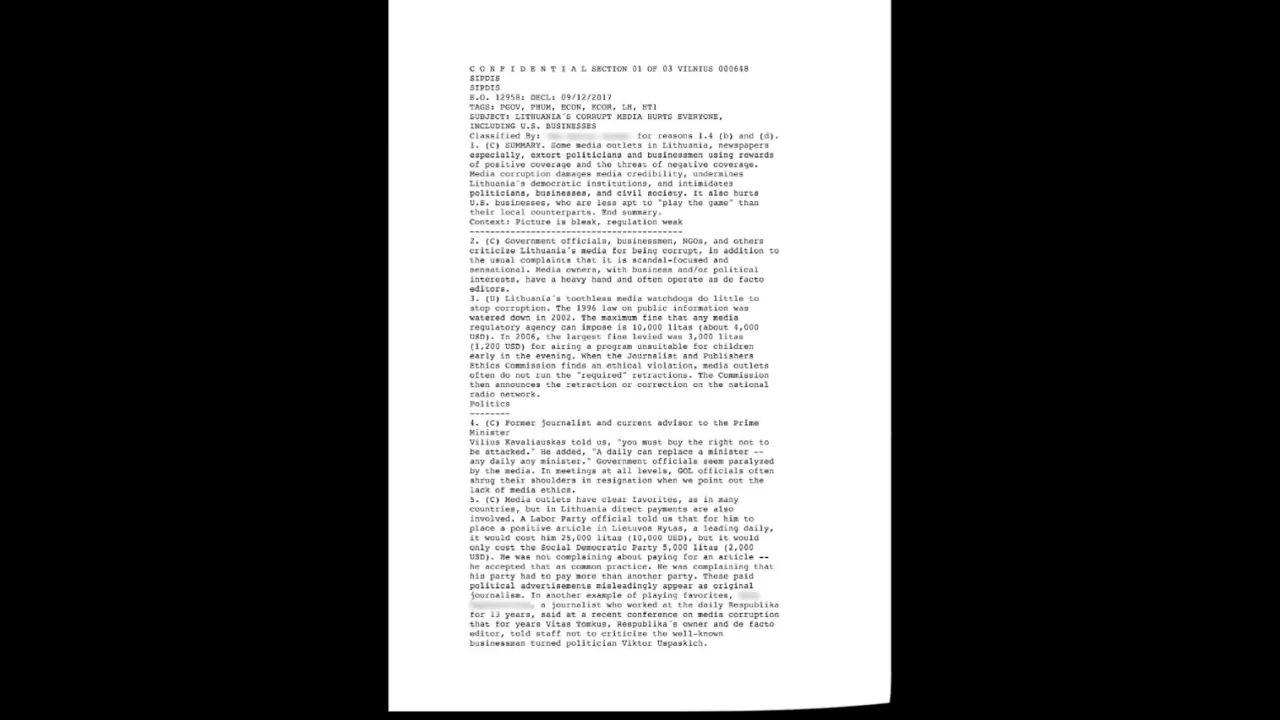 C O N F I D E N T I A L SECTION 01 OF 03 VILNIUS 000648
SIPDIS
SIPDIS
E.O. 12958: DECL: 09/12/2017
TAGS: PGOV, PHUM, ECON, KCOR, LH, HT1
SUBJECT: LITHUANIA´S CORRUPT MEDIA HURTS EVERYONE,
INCLUDING U.S. BUSINESSES
Classified By: for reasons 1.4 (b) and (d).
1. (C) SUMMARY. Some media outlets in Lithuania, newspapers
especially, extort politicians and businessmen using rewards
of positive coverage and the threat of negative coverage.
Media corruption damages media credibility, undermines
Lithuania´s democratic institutions, and intimidates
politicians, businesses, and civil society. It also hurts
U.S. businesses, who are less apt to "play the game" than
their local counterparts. End summary.
Context: Picture is bleak, regulation weak
------------------------------------------
2. (C) Government officials, businessmen, NGOs, and others
criticize Lithuania´s media for being corrupt, in addition to
the usual complaints that it is scandal-focused and
sensational. Media owners, with business and/or political
interests, have a heavy hand and often operate as de facto
editors.
3. (U) Lithuania´s toothless media watchdogs do little to
stop corruption. The 1996 law on public information was
watered down in 2002. The maximum fine that any media
regulatory agency can impose is 10,000 litas (about 4,000
USD). In 2006, the largest fine levied was 3,000 litas
(1,200 USD) for airing a program unsuitable for children
early in the evening. When the Journalist and Publishers
Ethics Commission finds an ethical violation, media outlets
often do not run the "required" retractions. The Commission
then announces the retraction or correction on the national
radio network.
Politics
--------
4. (C) Former journalist and current advisor to the Prime
Minister
Vilius Kavaliauskas told us, "you must buy the right not to
be attacked." He added, "A daily can replace a minister --
any daily any minister." Government officials seem paralyzed
by the media. In meetings at all levels, GOL officials often
shrug their shoulders in resignation when we point out the
lack of media ethics.
5. (C) Media outlets have clear favorites, as in many
countries, but in Lithuania direct payments are also
involved. A Labor Party official told us that for him to
place a positive article in Lietuvos Rytas, a leading daily,
it would cost him 25,000 litas (10,000 USD), but it would
only cost the Social Democratic Party 5,000 litas (2,000
USD). He was not complaining about paying for an article --
he accepted that as common practice. He was complaining that
his party had to pay more than another party. These paid
political advertisements misleadingly appear as original
journalism. In another example of playing favorites,
, a journalist who worked at the daily Respublika
for 13 years, said at a recent conference on media corruption
that for years Vitas Tomkus, Respublika´s owner and de facto
editor, told staff not to criticize the well-known
businessman turned politician Viktor Uspaskich.